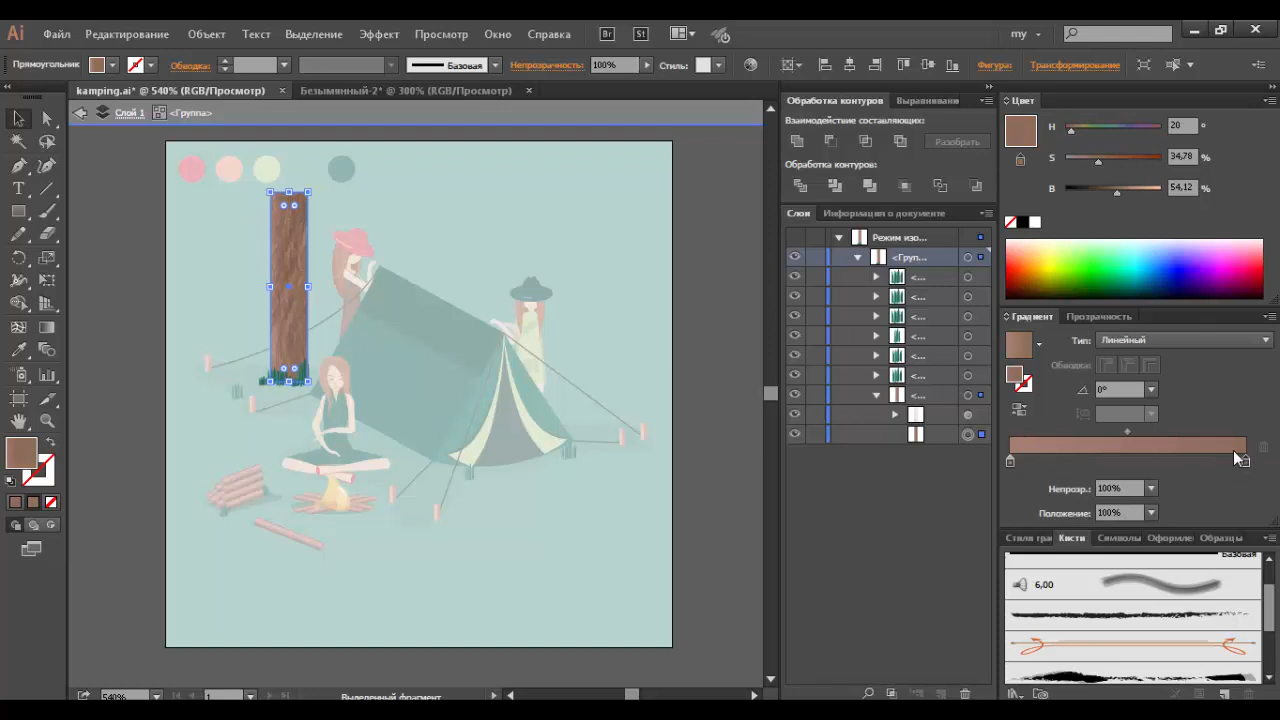 Ai Файл Редактирование Объект Текст Выделение Эффект Просмотр Окно Справка Br St my
Прямоугольник Обводка: Базовая Непрозрачность: 100% Стиль: Фигура: Трансформирование
kamping.ai* @ 540% (RGB/Просмотр) Безымянный-2* @ 300% (RGB/Просмотр)
Слой 1 <Группа>
Обработка контуров Выравнивани
Взаимодействие составляющих:
Разобрать
Обработка контуров:
Слои Информация о документе
Режим изо...
<Груп...
<...
<...
<...
<...
<...
<...
<...
Цвет
H 20 °
S 34,78 %
B 54,12 %
Градиент Прозрачность
Тип: Линейный
Обводка:
0°
Непрозр.: 100%
Положение: 100%
Стили гра Кисти Символы Оформле Образцы
Базовая
6,00
540% 1 Выделенный фрагмент